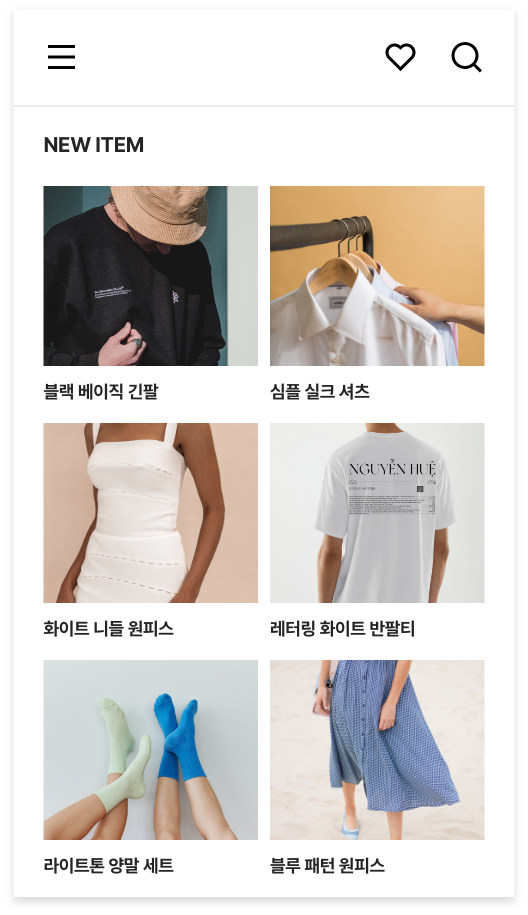 NEW ITEM
블랙 베이직 긴팔
심플 실크 셔츠
NGUYỄN HUỆ
화이트 니들 원피스
레터링 화이트 반팔티
라이트톤 양말 세트
블루 패턴 원피스